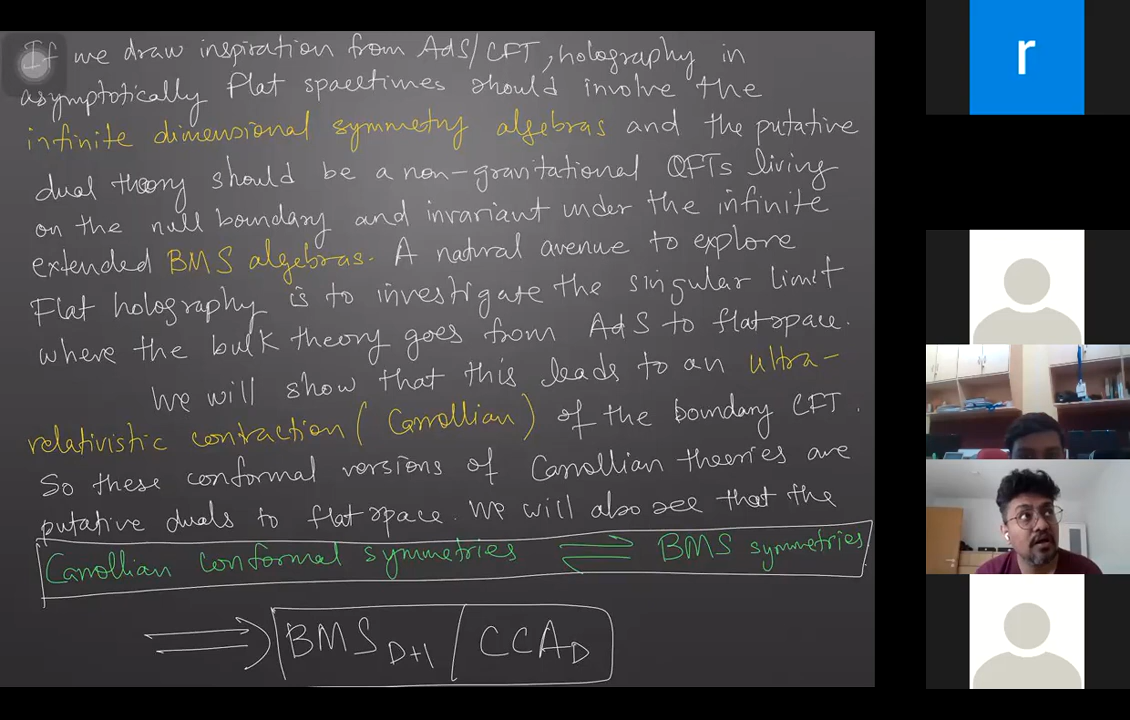 If we draw inspiration from AdS/CFT, holography in
asymptotically flat spacetimes should involve the
infinite dimensional symmetry algebras and the putative
dual theory should be a non-gravitational QFTs living
on the null boundary and invariant under the infinite
extended BMS algebras. A natural avenue to explore
Flat holography is to investigate the singular limit
where the bulk theory goes from AdS to flatspace.
We will show that this leads to an ultra-
relativistic contraction (Carrollian) of the boundary CFT.
So these conformal versions of Carrollian theories are
putative duals to flatspace. We will also see that the
Carrollian conformal symmetries ⇌ BMS symmetries
⇒ BMS D+1 / CCA D
r